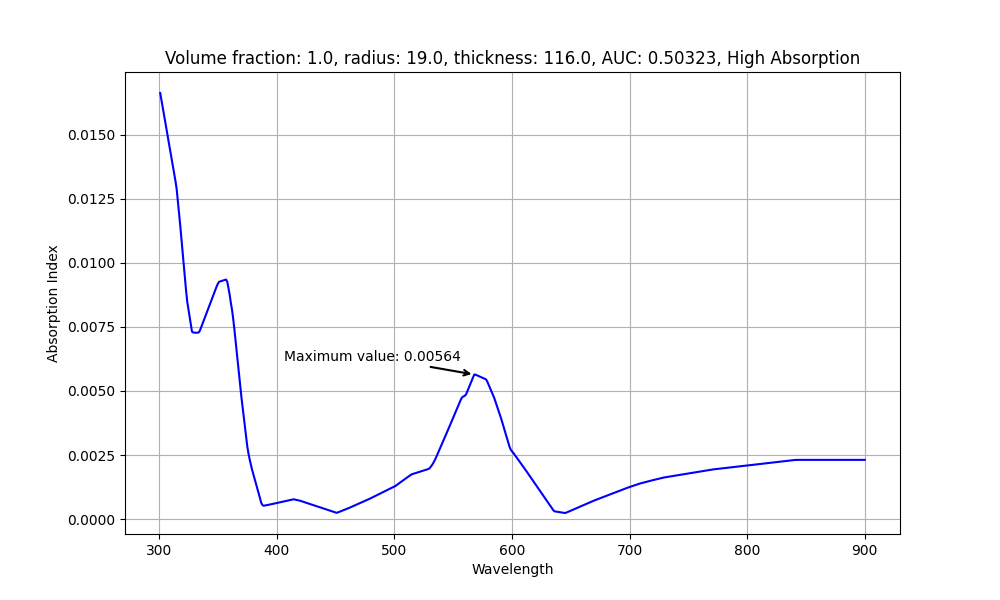 Volume fraction: 1.0, radius: 19.0, thickness: 116.0, AUC: 0.50323, High Absorption
Absorption Index
0.0150
0.0125
0.0100
0.0075
0.0050
0.0025
0.0000
Maximum value: 0.00564
300 400 500 600 700 800 900
Wavelength